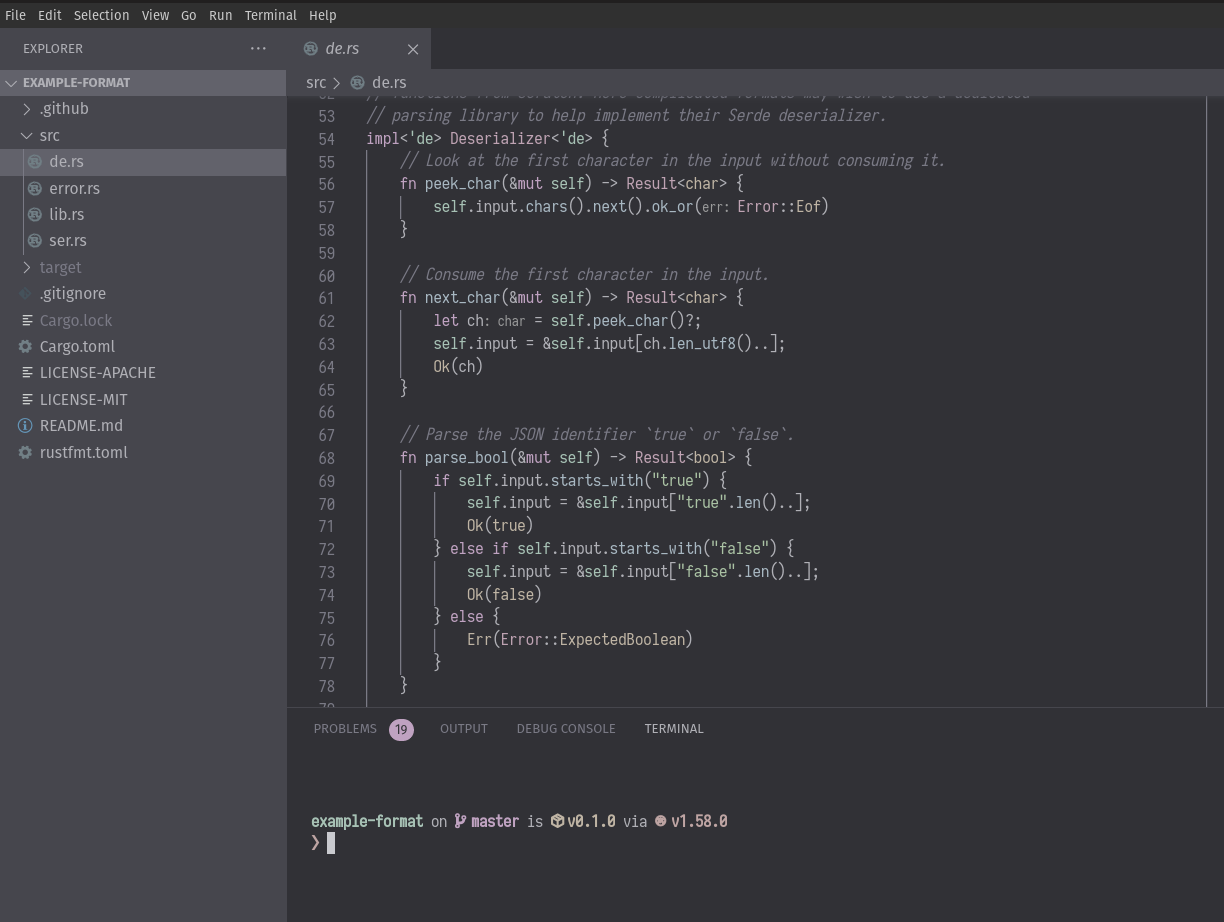 File Edit Selection View Go Run Terminal Help
EXPLORER ···
EXAMPLE-FORMAT
.github
src
de.rs
error.rs
lib.rs
ser.rs
target
.gitignore
Cargo.lock
Cargo.toml
LICENSE-APACHE
LICENSE-MIT
README.md
rustfmt.toml
de.rs
src > de.rs
53 // parsing library to help implement their Serde deserializer.
54 impl<'de> Deserializer<'de> {
55 // Look at the first character in the input without consuming it.
56 fn peek_char(&mut self) -> Result<char> {
57 self.input.chars().next().ok_or(err: Error::Eof)
58 }
59
60 // Consume the first character in the input.
61 fn next_char(&mut self) -> Result<char> {
62 let ch: char = self.peek_char()?;
63 self.input = &self.input[ch.len_utf8()..];
64 Ok(ch)
65 }
66
67 // Parse the JSON identifier `true` or `false`.
68 fn parse_bool(&mut self) -> Result<bool> {
69 if self.input.starts_with("true") {
70 self.input = &self.input["true".len()..];
71 Ok(true)
72 } else if self.input.starts_with("false") {
73 self.input = &self.input["false".len()..];
74 Ok(false)
75 } else {
76 Err(Error::ExpectedBoolean)
77 }
78 }
PROBLEMS 19 OUTPUT DEBUG CONSOLE TERMINAL
example-format on master is v0.1.0 via v1.58.0
❯